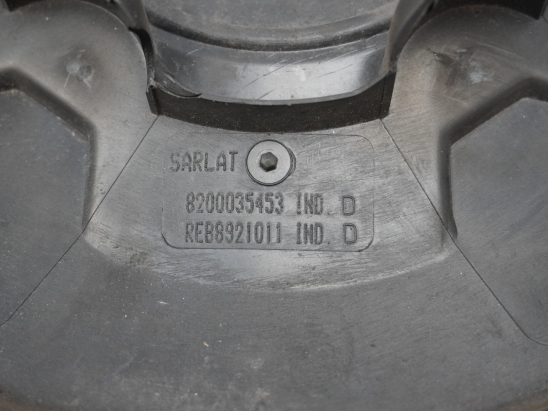 SARLAT
8200035453 IND. D
REB8921011 IND. D